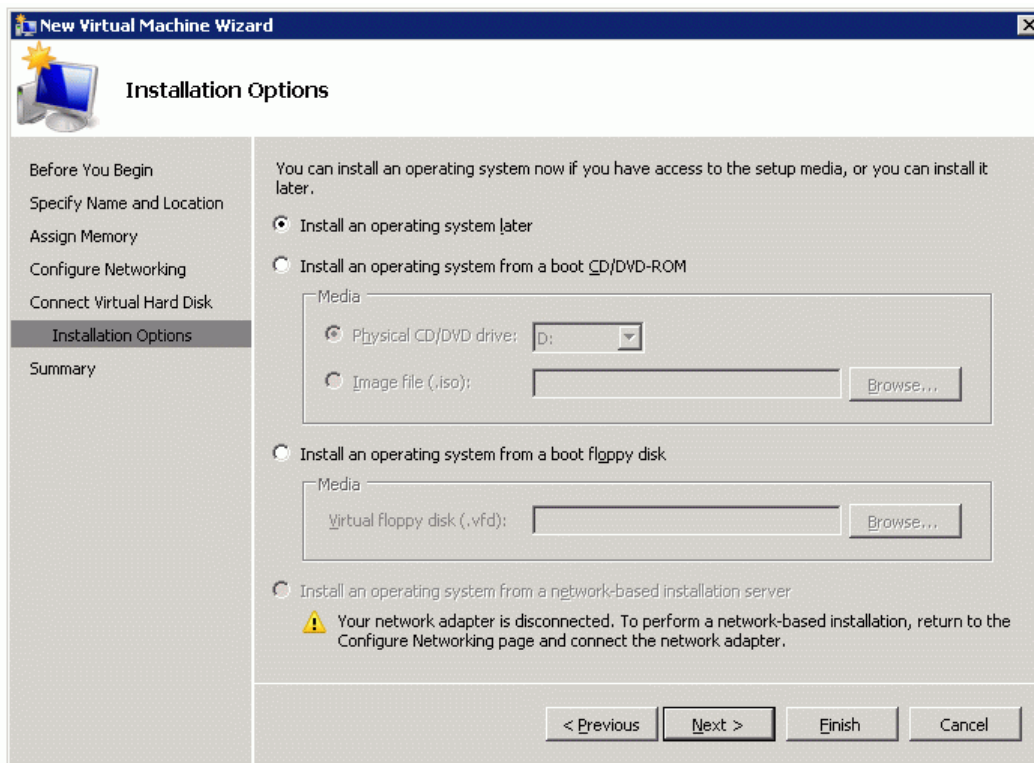 New Virtual Machine Wizard
Installation Options
Before You Begin
Specify Name and Location
Assign Memory
Configure Networking
Connect Virtual Hard Disk
Installation Options
Summary
You can install an operating system now if you have access to the setup media, or you can install it
later.
Install an operating system later
Install an operating system from a boot CD/DVD-ROM
Media
Physical CD/DVD drive: D:
Image file (.iso): Browse...
Install an operating system from a boot floppy disk
Media
Virtual floppy disk (.vfd): Browse...
Install an operating system from a network-based installation server
Your network adapter is disconnected. To perform a network-based installation, return to the
Configure Networking page and connect the network adapter.
< Previous Next > Finish Cancel